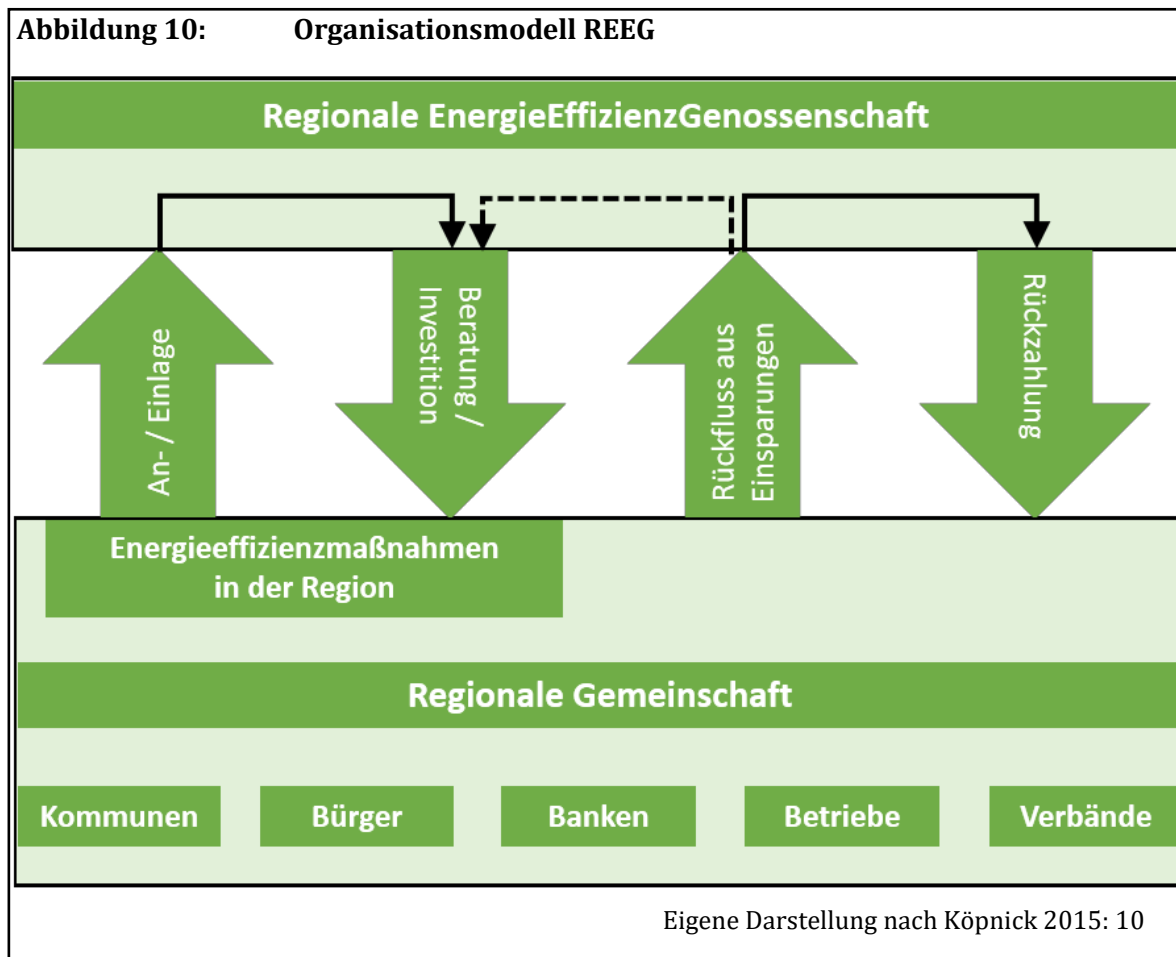 Abbildung 10: Organisationsmodell REEG
Regionale EnergieEffizienzGenossenschaft
An- / Einlage
Beratung /
Investition
Rückfluss aus
Einsparungen
Rückzahlung
Energieeffizienzmaßnahmen
in der Region
Regionale Gemeinschaft
Kommunen
Bürger
Banken
Betriebe
Verbände
Eigene Darstellung nach Köpnick 2015: 10